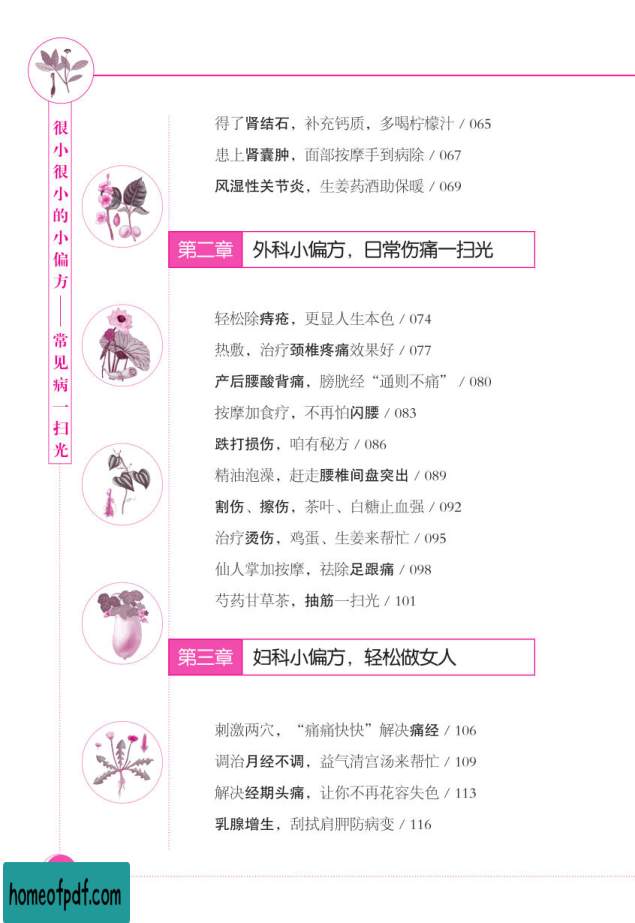 很小很小的小偏方——常见病一扫光
得了肾结石，补充钙质，多喝柠檬汁 / 065
患上肾囊肿，面部按摩手到病除 / 067
风湿性关节炎，生姜药酒助保暖 / 069
第二章 外科小偏方，日常伤痛一扫光
轻松除痔疮，更显人生本色 / 074
热敷，治疗颈椎疼痛效果好 / 077
产后腰酸背痛，膀胱经“通则不痛” / 080
按摩加食疗，不再怕闪腰 / 083
跌打损伤，咱有秘方 / 086
精油泡澡，赶走腰椎间盘突出 / 089
割伤、擦伤，茶叶、白糖止血强 / 092
治疗烫伤，鸡蛋、生姜来帮忙 / 095
仙人掌加按摩，祛除足跟痛 / 098
芍药甘草茶，抽筋一扫光 / 101
第三章 妇科小偏方，轻松做女人
刺激两穴，“痛痛快快”解决痛经 / 106
调治月经不调，益气清宫汤来帮忙 / 109
解决经期头痛，让你不再花容失色 / 113
乳腺增生，刮拭肩胛防病变 / 116
homeofpdf.com